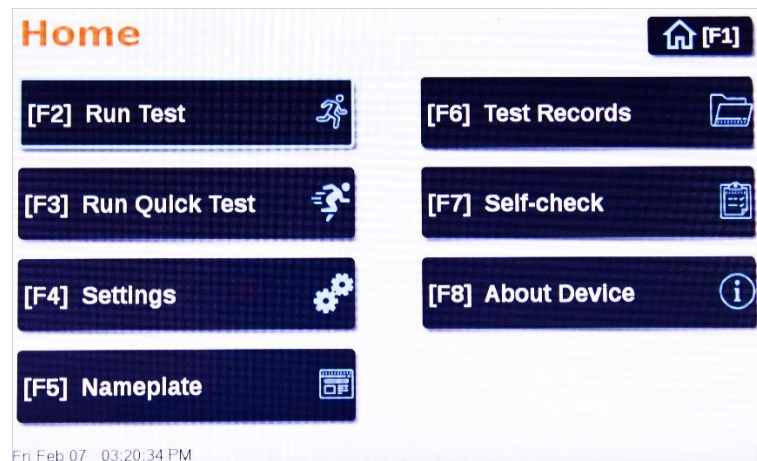 Home
[F1]
[F2] Run Test
[F3] Run Quick Test
[F4] Settings
[F5] Nameplate
[F6] Test Records
[F7] Self-check
[F8] About Device
Fri Feb 07 03:20:34 PM